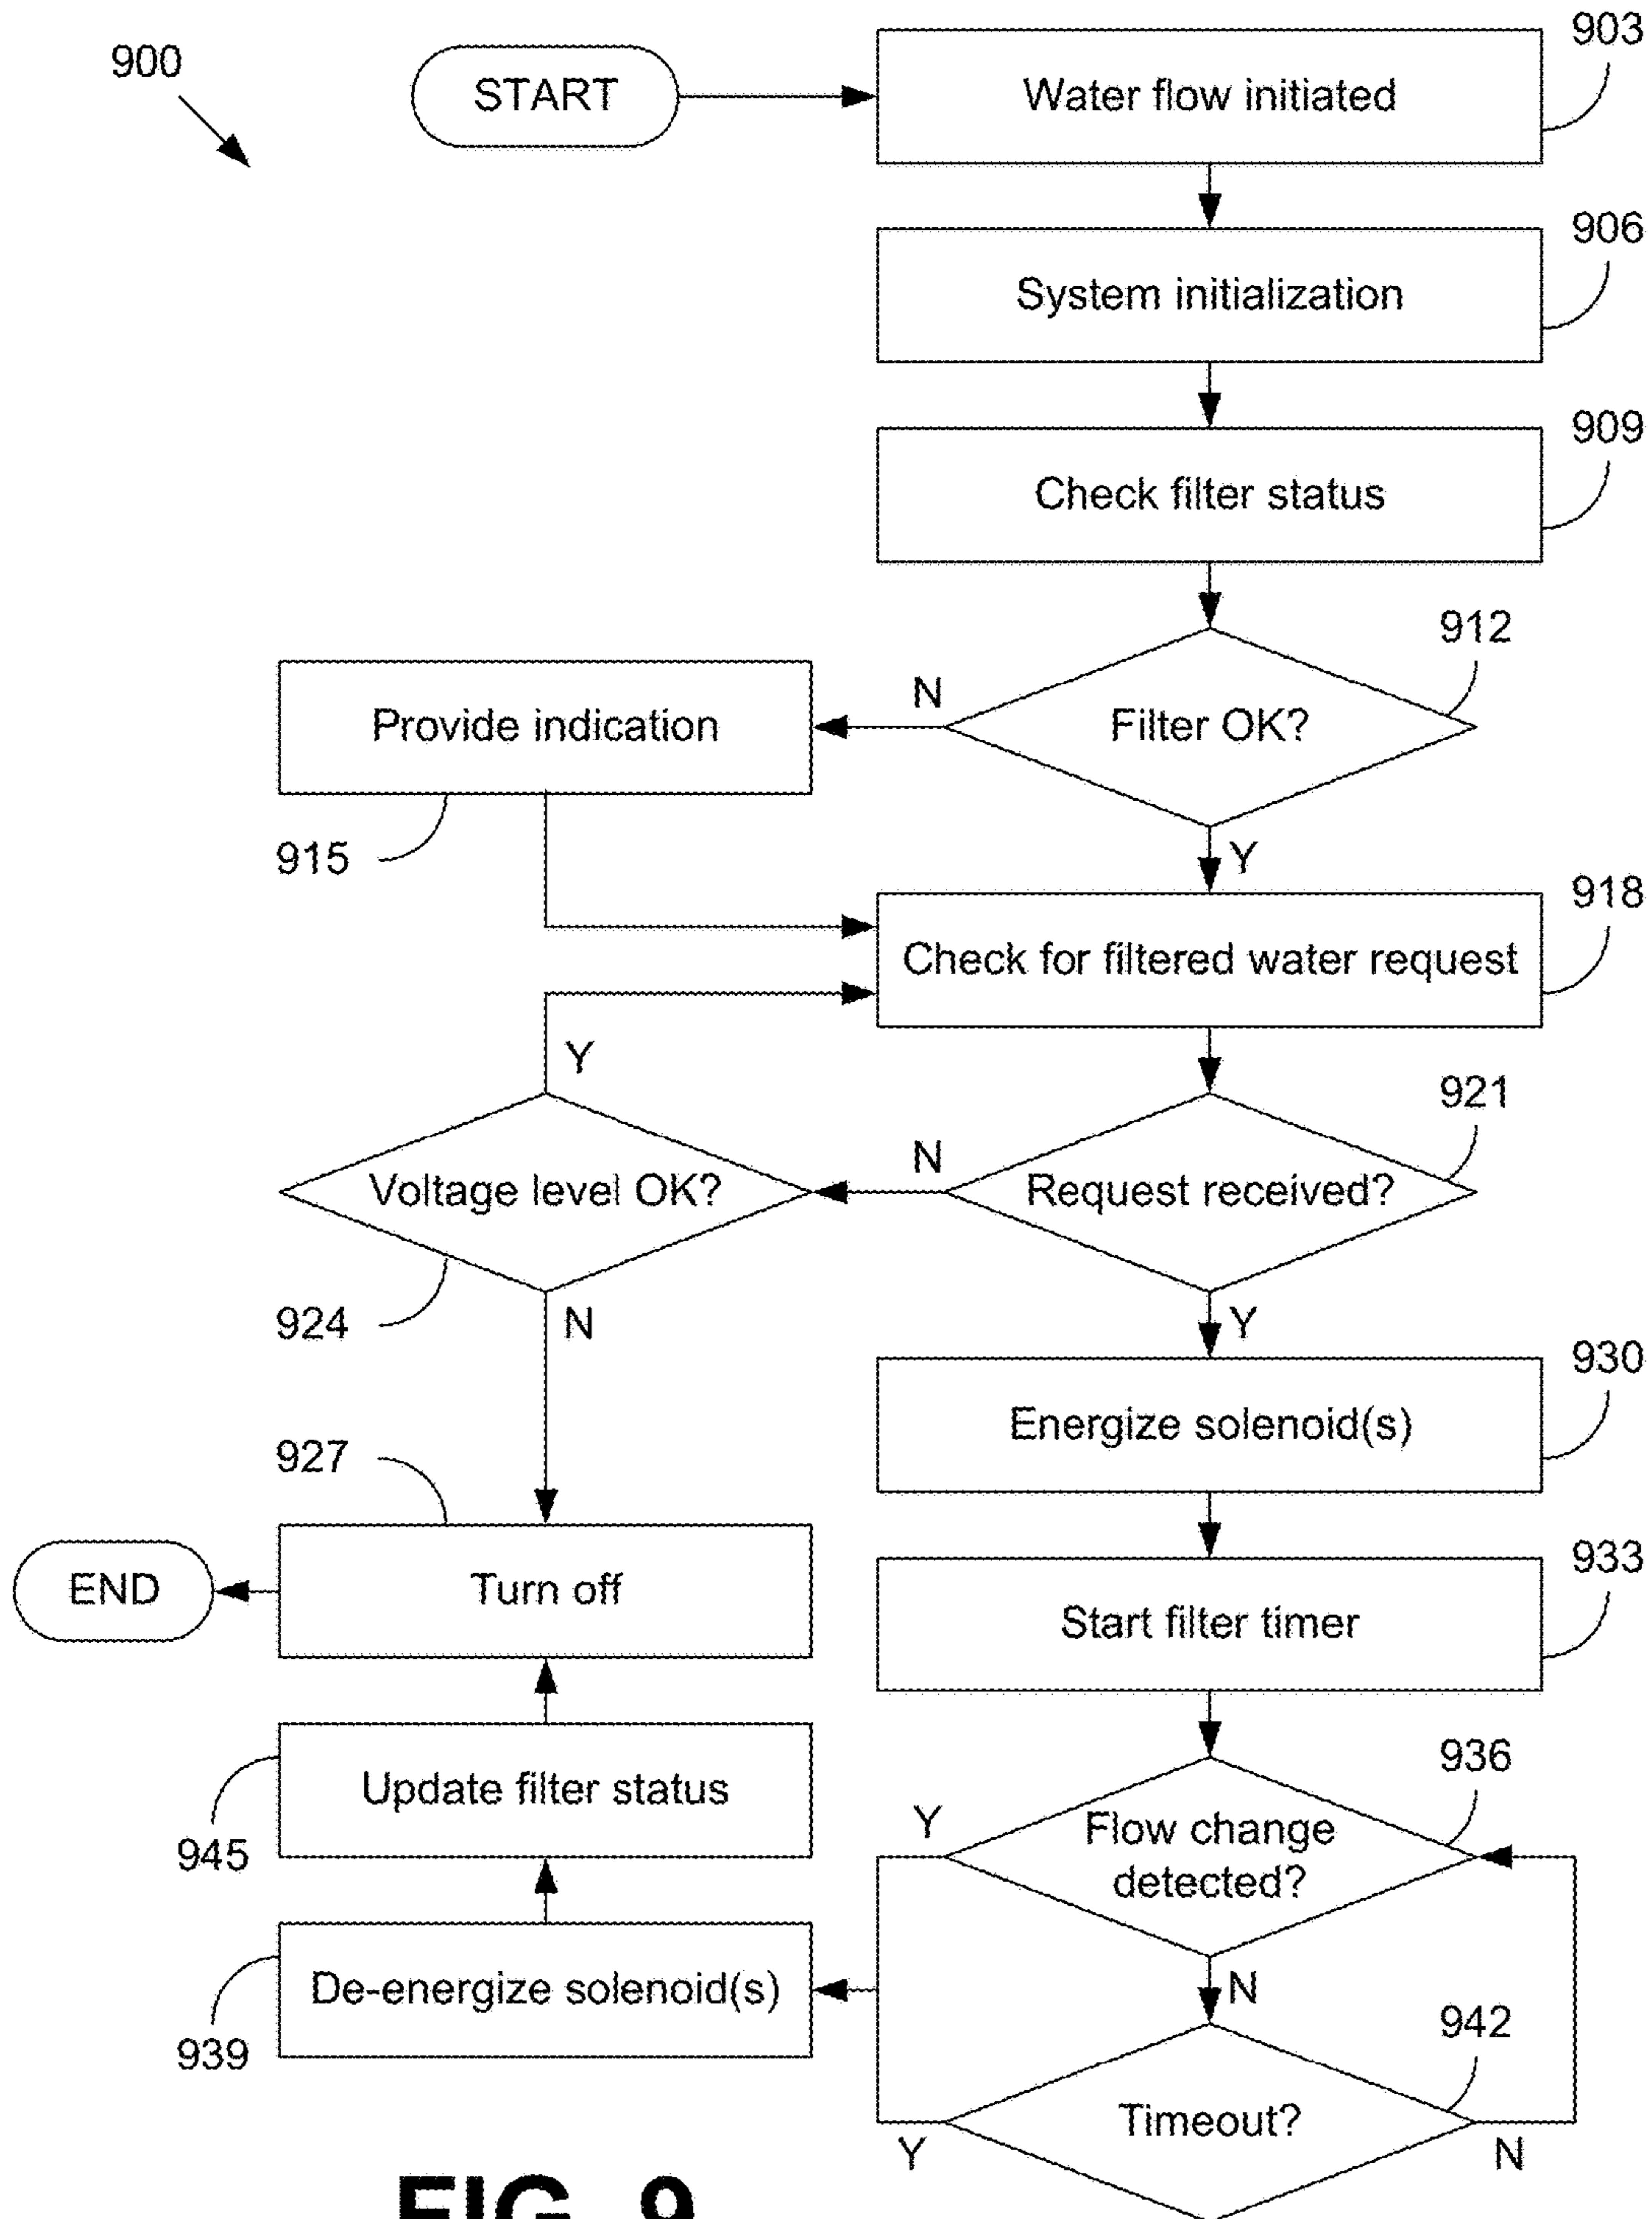 900
START
Water flow initiated
903
System initialization
906
Check filter status
909
Filter OK?
912
N
Y
Provide indication
915
Check for filtered water request
918
Request received?
921
N
Y
Voltage level OK?
924
Y
N
Energize solenoid(s)
930
Turn off
927
END
Start filter timer
933
Flow change
detected?
936
Y
N
Update filter status
945
De-energize solenoid(s)
939
Timeout?
942
Y
N
FIG. 9